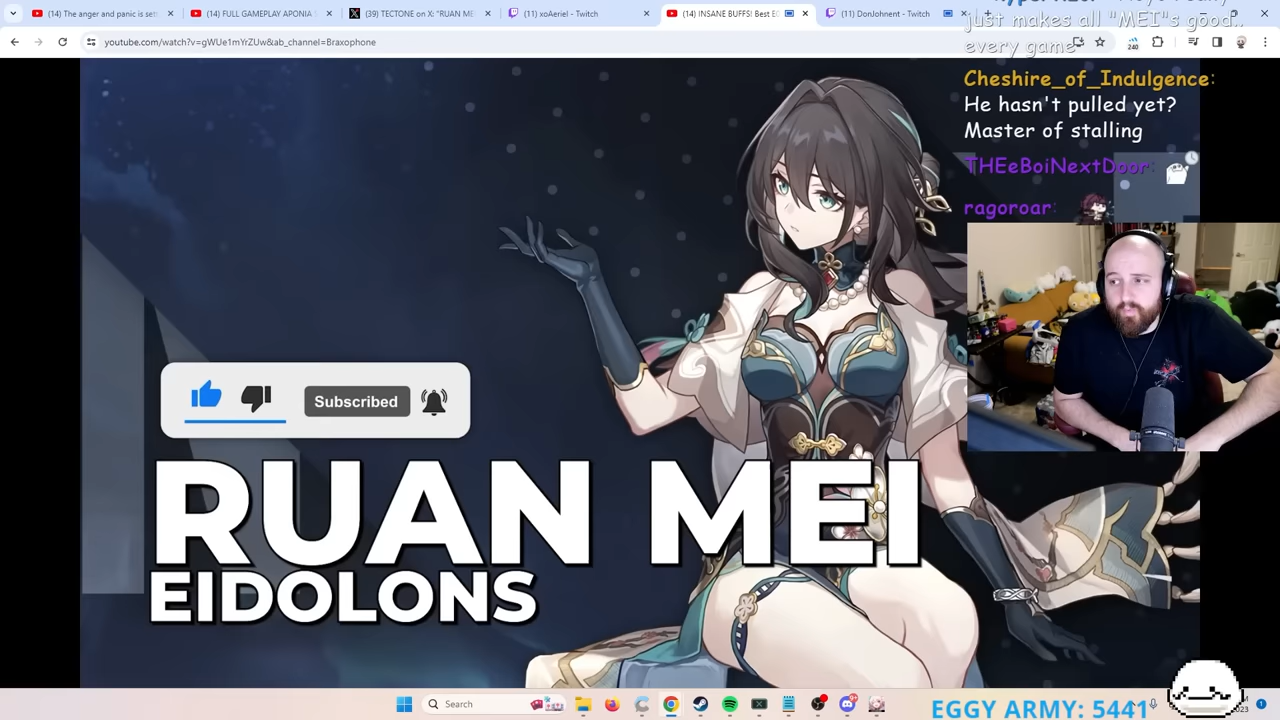 (14) The anger and panic is sett
(14) FULL GAMEPLAY APONIA S
(39) TECTONE on X: "RUAN ME
(11) xoAeriel - Twitch
(14) INSANE BUFFS! Best E
(11) DonJohnent - Twitch
youtube.com/watch?v=gWUe1mYrZUw&ab_channel=Braxophone
240
just makes all "MEI"s good..
every game
Cheshire_of_Indulgence:
He hasn't pulled yet?
Master of stalling
THEeBoiNextDoor:
ragoroar:
Subscribed
RUAN MEI
EIDOLONS
Search
EGGY ARMY: 5441